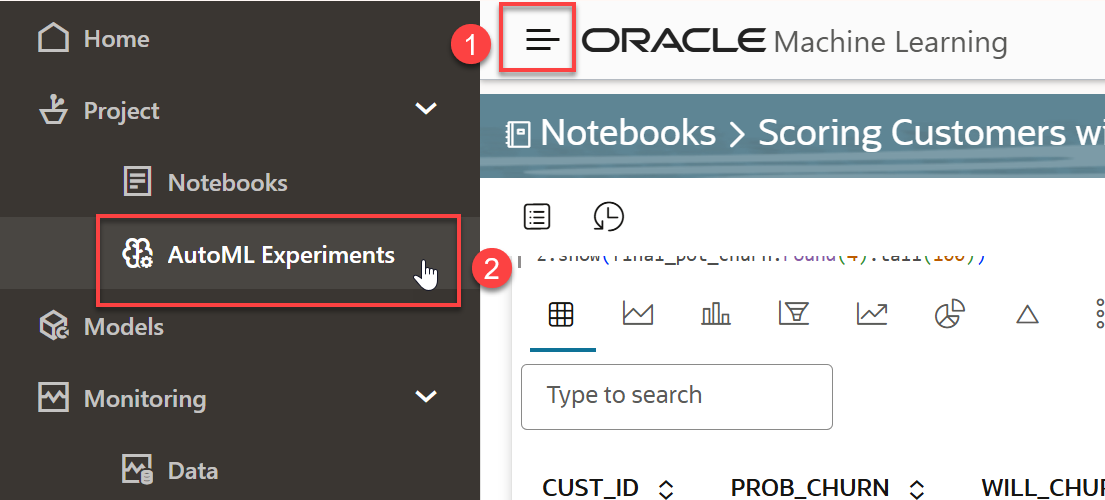 Home
Project
Notebooks
AutoML Experiments
Models
Monitoring
Data
1
2
ORACLE Machine Learning
Notebooks > Scoring Customers wi
z.show(final_pot_churn.round(4).tail(100))
Type to search
CUST_ID PROB_CHURN WILL_CHUR